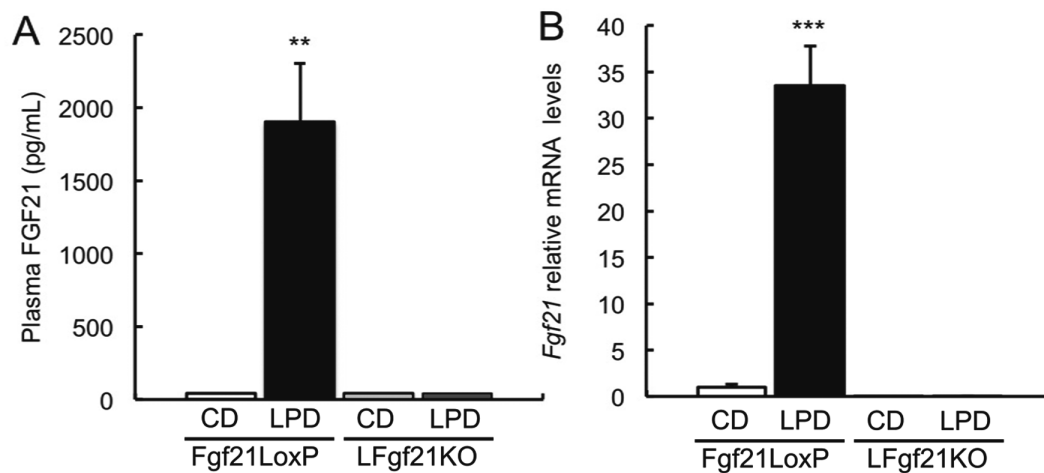 A
Plasma FGF21 (pg/mL)
2500
2000
1500
1000
500
0
**
CD LPD CD LPD
Fgf21LoxP LFgf21KO
B
Fgf21 relative mRNA levels
40
35
30
25
20
15
10
5
0
***
CD LPD CD LPD
Fgf21LoxP LFgf21KO